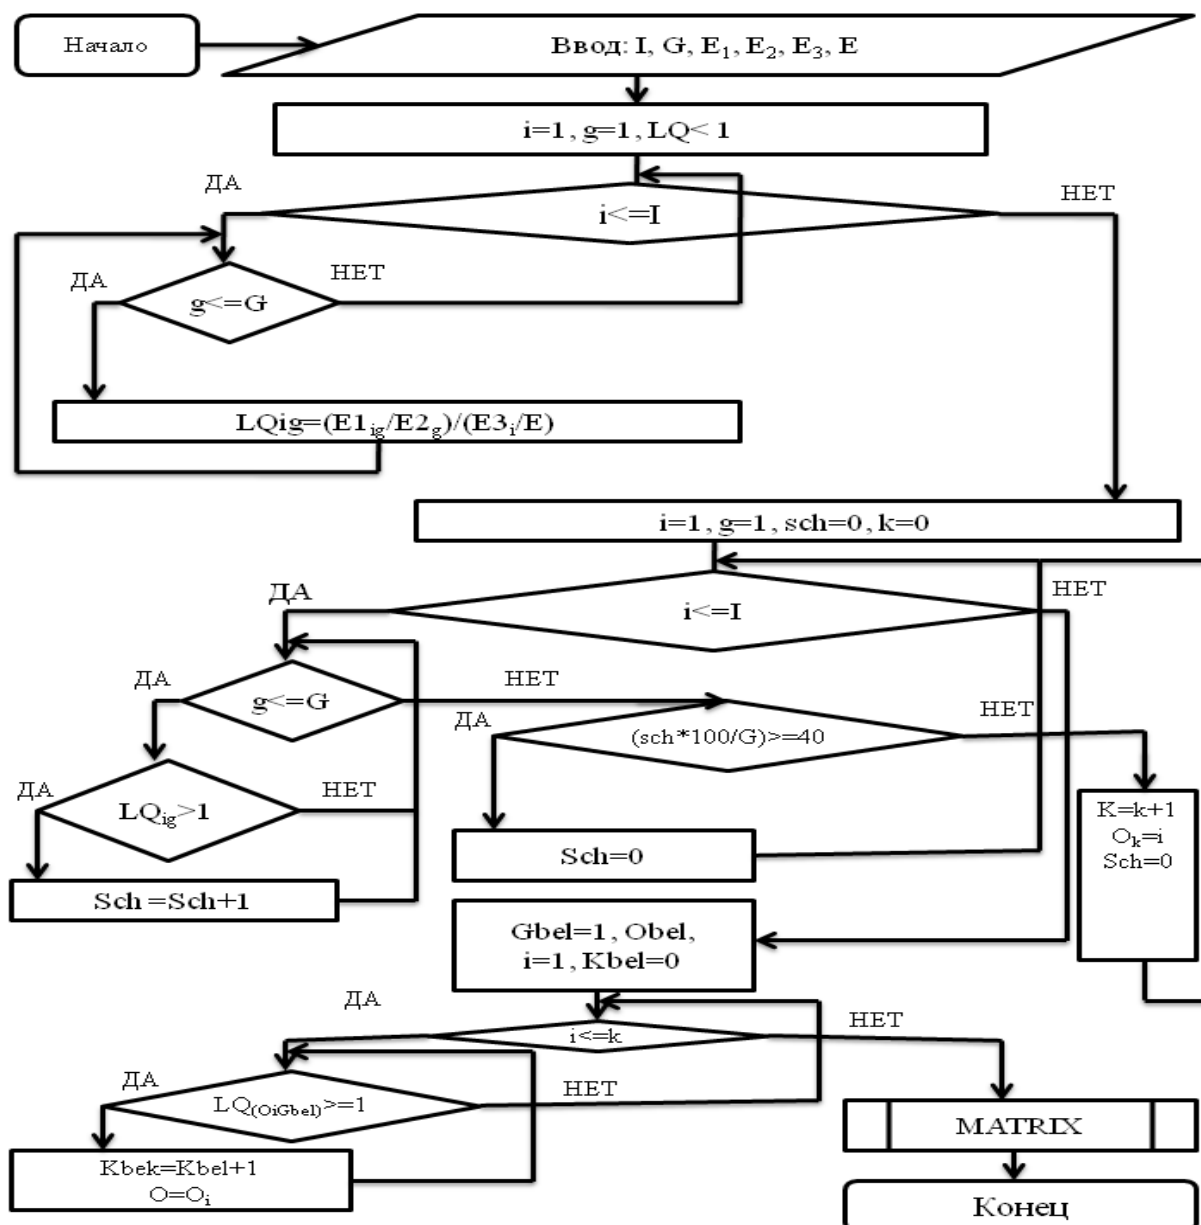 Начало
Ввод: I, G, E₁, E₂, E₃, E
i=1, g=1, LQ< 1
ДА
НЕТ
i<=I
ДА
НЕТ
g<=G
LQig=(E1ig/E2g)/(E3i/E)
i=1, g=1, sch=0, k=0
ДА
НЕТ
i<=I
ДА
НЕТ
g<=G
ДА
НЕТ
(sch*100/G)>=40
ДА
НЕТ
LQig>1
K=k+1
Oₖ=i
Sch=0
Sch=0
Sch =Sch+1
Gbel=1, Obel,
i=1, Kbel=0
ДА
НЕТ
i<=k
ДА
НЕТ
LQ(OiGbel)>=1
MATRIX
Kbek=Kbel+1
O=Oᵢ
Конец